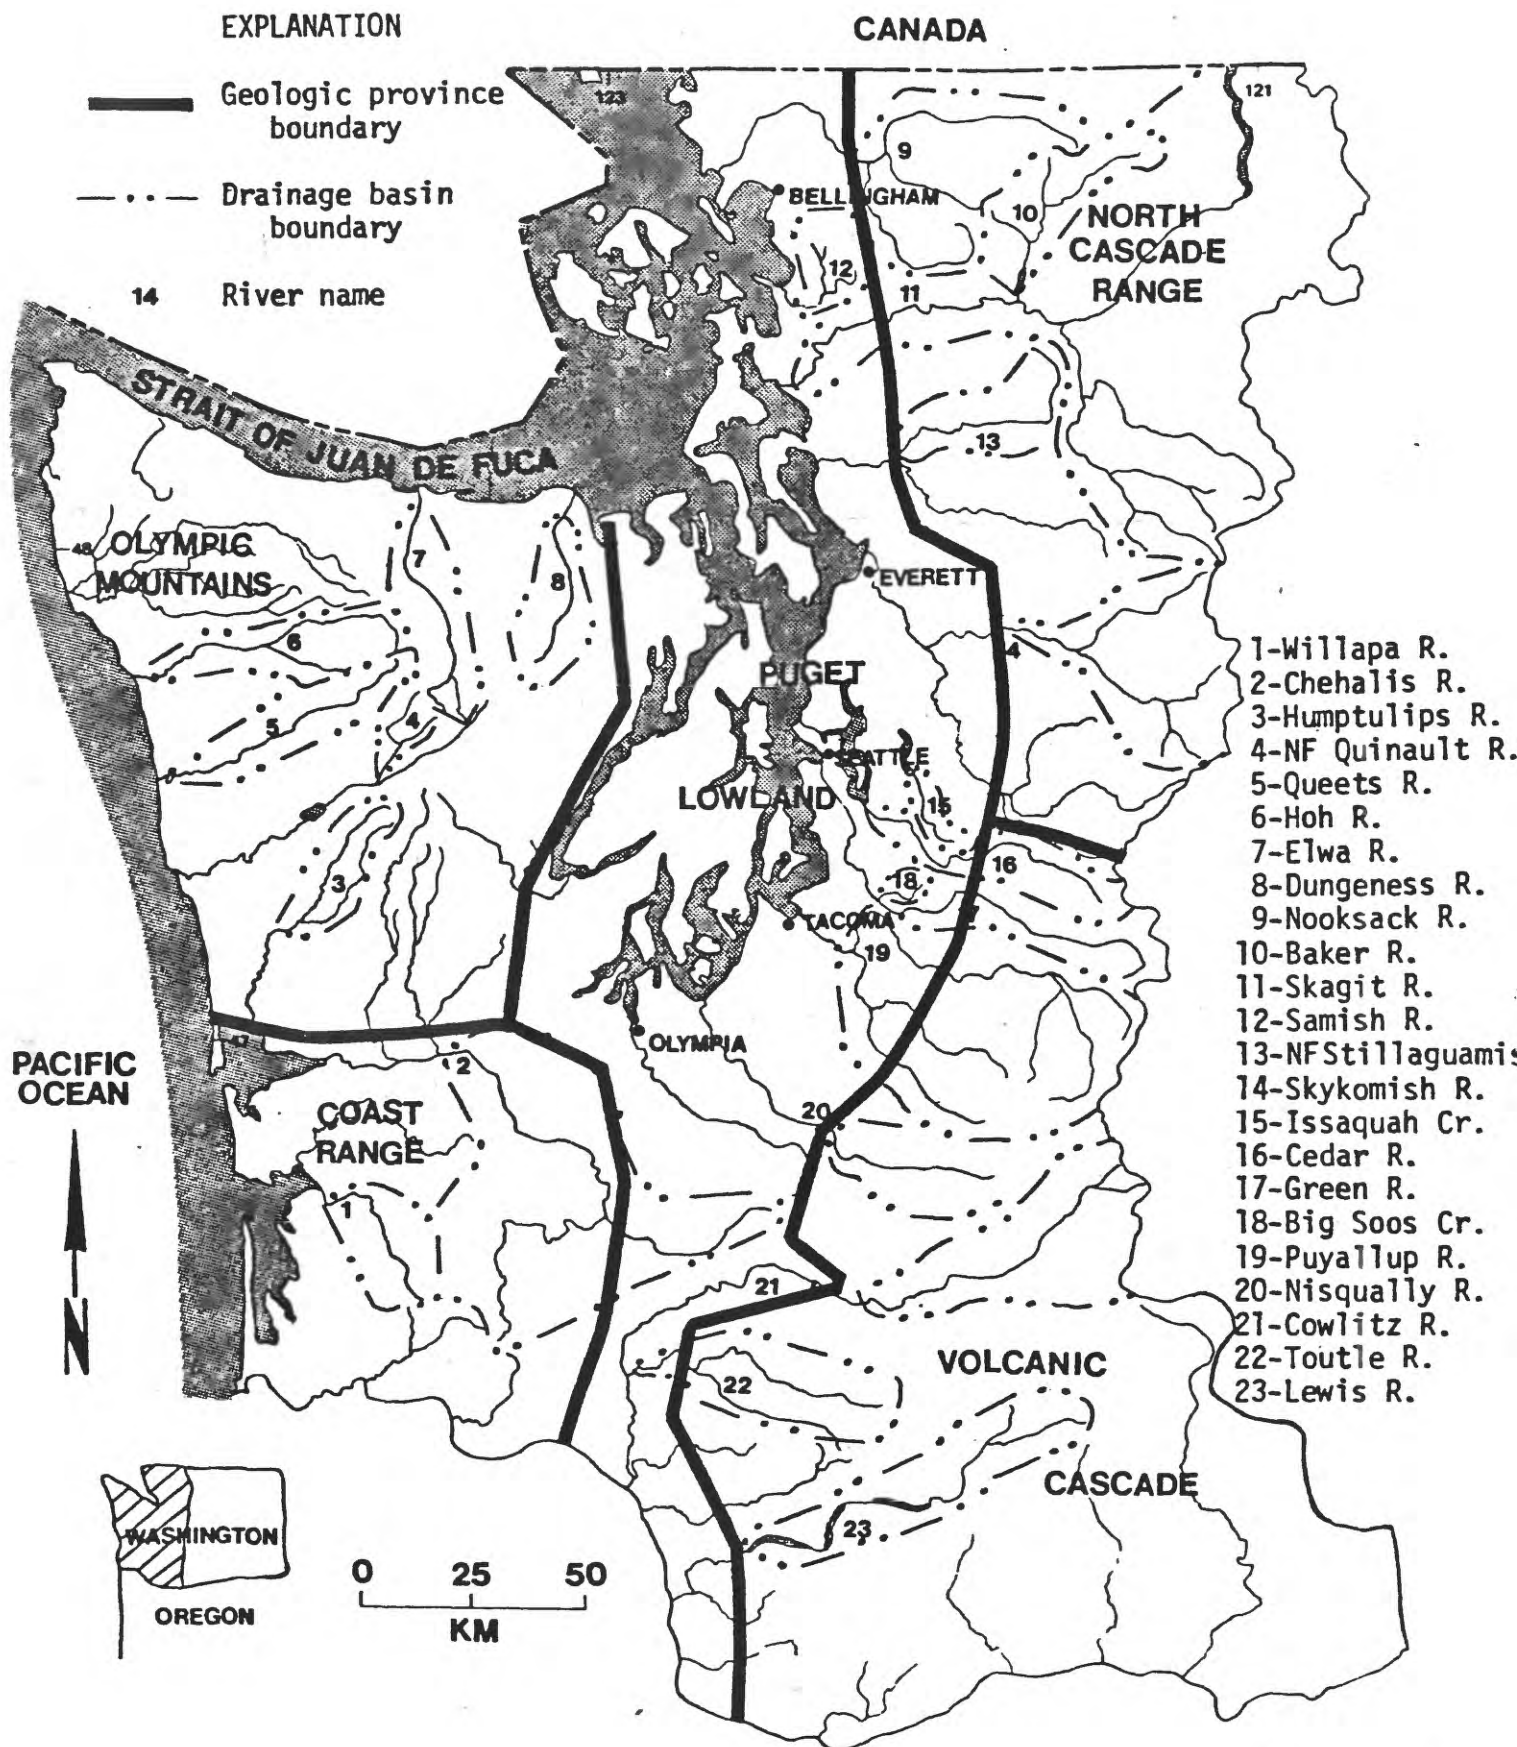 EXPLANATION
CANADA
Geologic province
boundary
Drainage basin
boundary
14 River name
123
121
9
BELLINGHAM
10
NORTH
CASCADE
RANGE
12
11
STRAIT OF JUAN DE FUCA
13
48
OLYMPIC
MOUNTAINS
7
8
EVERETT
6
4
PUGET
5
4
SEATTLE
LOWLAND
15
16
3
18
TACOMA
19
47
OLYMPIA
2
PACIFIC
OCEAN
COAST
RANGE
20
1
21
N
VOLCANIC
22
CASCADE
23
1-Willapa R.
2-Chehalis R.
3-Humptulips R.
4-NF Quinault R.
5-Queets R.
6-Hoh R.
7-Elwa R.
8-Dungeness R.
9-Nooksack R.
10-Baker R.
11-Skagit R.
12-Samish R.
13-NFStillaguamis
14-Skykomish R.
15-Issaquah Cr.
16-Cedar R.
17-Green R.
18-Big Soos Cr.
19-Puyallup R.
20-Nisqually R.
21-Cowlitz R.
22-Toutle R.
23-Lewis R.
WASHINGTON
OREGON
0 25 50
KM